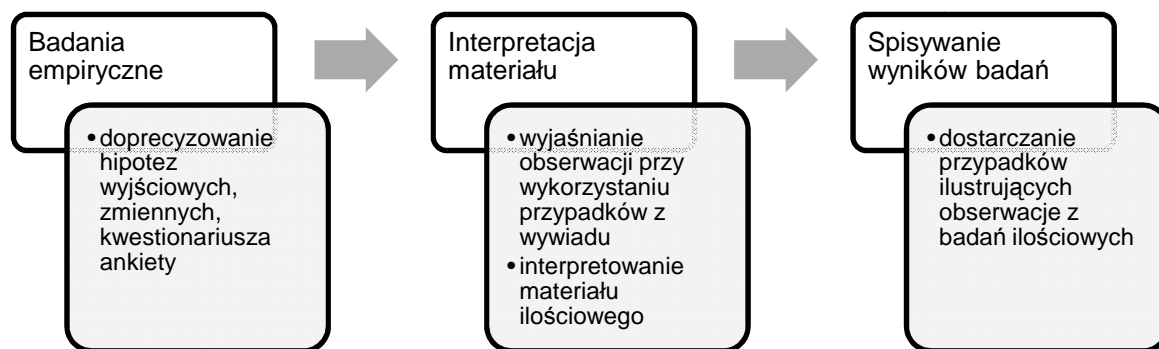 Badania
empiryczne
• doprecyzowanie
hipotez
wyjściowych,
zmiennych,
kwestionariusza
ankiety
Interpretacja
materiału
• wyjaśnianie
obserwacji przy
wykorzystaniu
przypadków z
wywiadu
• interpretowanie
materiału
ilościowego
Spisywanie
wyników badań
• dostarczanie
przypadków
ilustrujących
obserwacje z
badań ilościowych